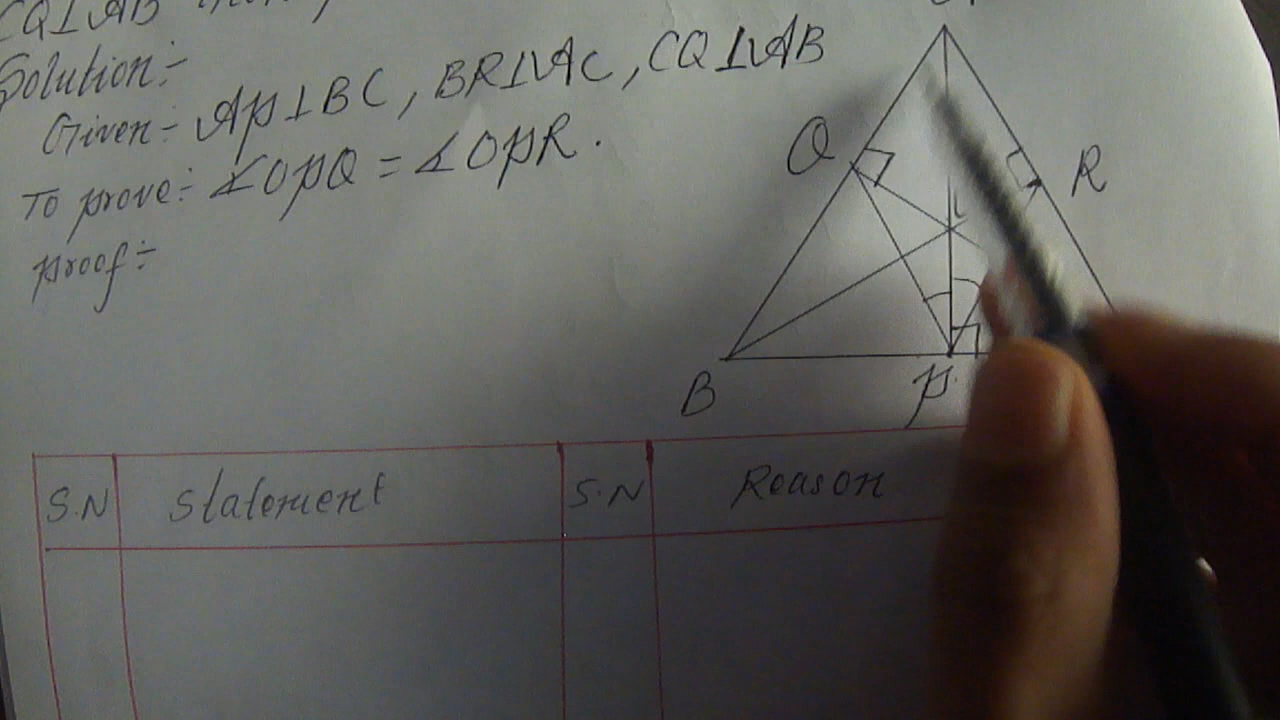 CQ⊥AB
Solution:-
Given:- AP⊥BC, BR⊥AC, CQ⊥AB
To prove:- ∡OPQ = ∡OPR.
proof:-
Q
R
B
P
S.N Statement S.N Reason